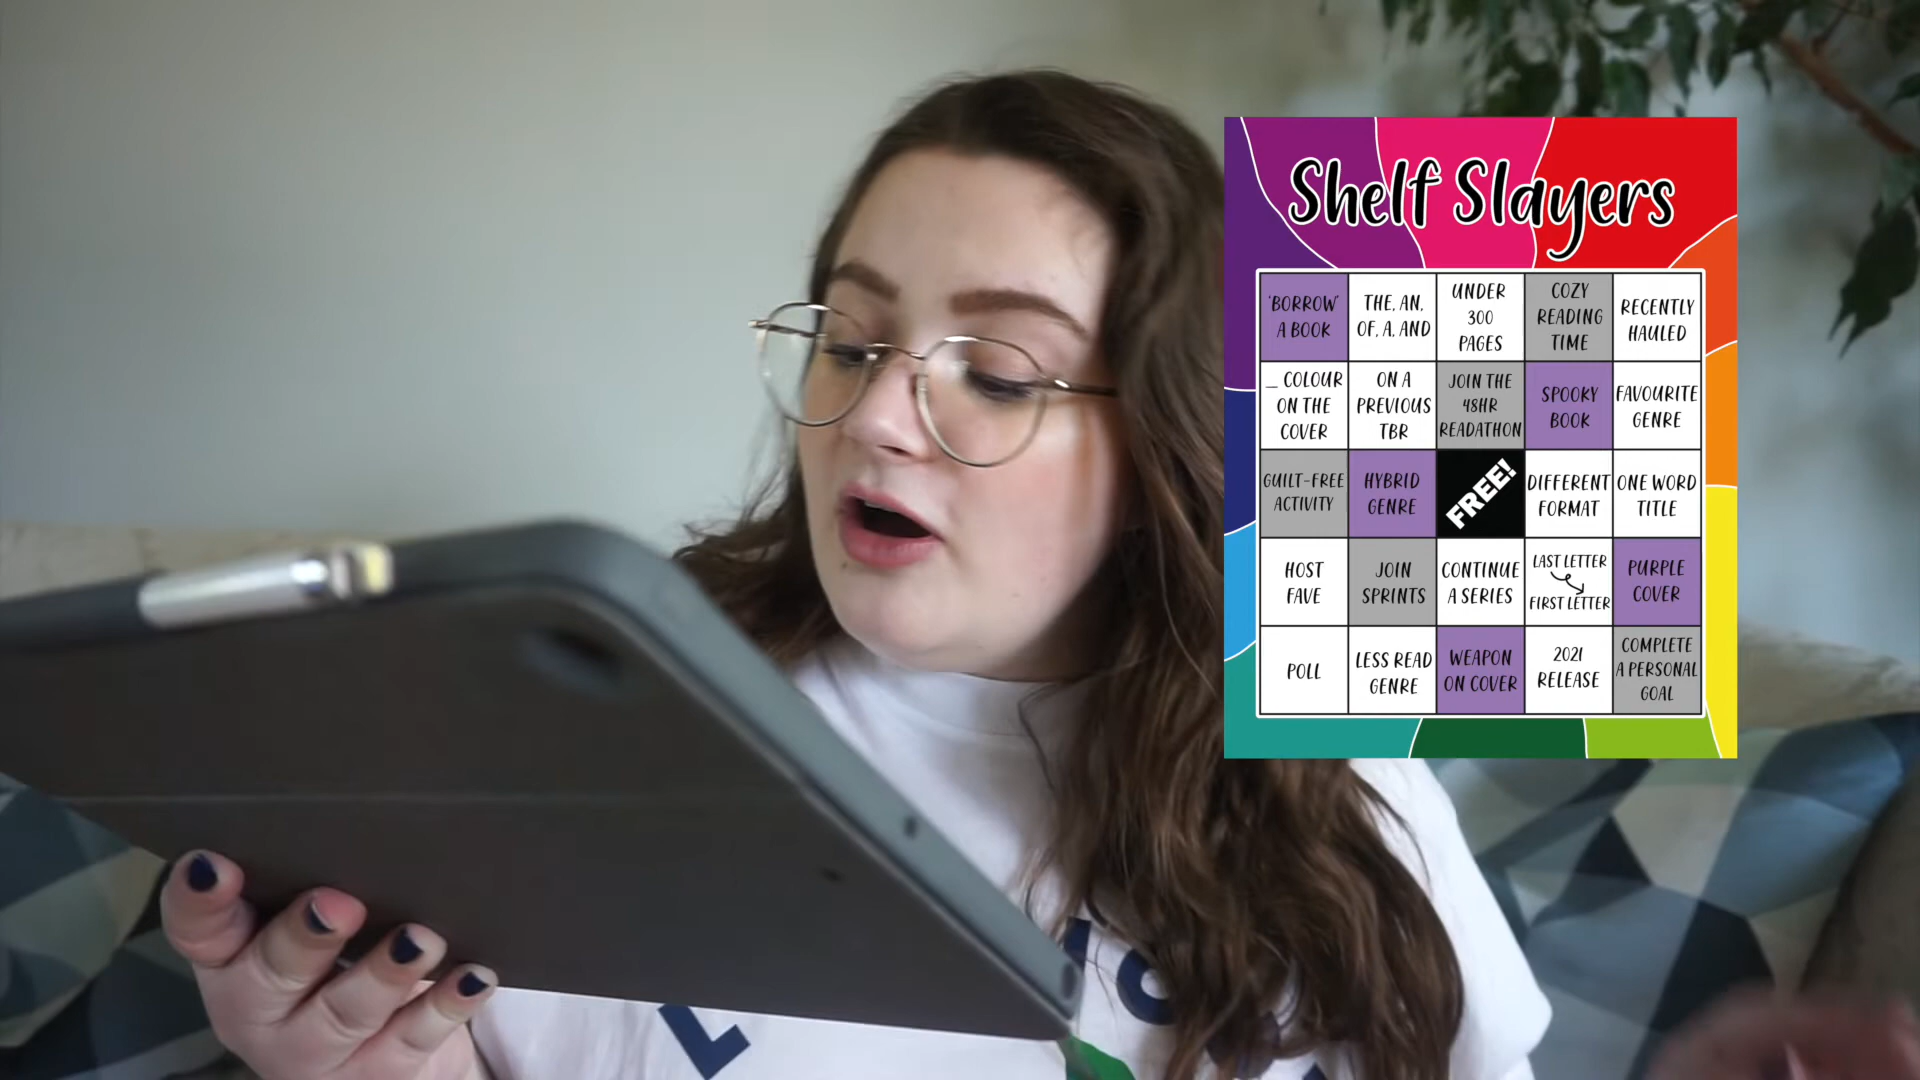 Shelf Slayers
'BORROW'
A BOOK
THE, AN,
OF, A, AND
UNDER
300
PAGES
COZY
READING
TIME
RECENTLY
HAULED
_ COLOUR
ON THE
COVER
ON A
PREVIOUS
TBR
JOIN THE
48HR
READATHON
SPOOKY
BOOK
FAVOURITE
GENRE
GUILT-FREE
ACTIVITY
HYBRID
GENRE
FREE!
DIFFERENT
FORMAT
ONE WORD
TITLE
HOST
FAVE
JOIN
SPRINTS
CONTINUE
A SERIES
LAST LETTER
FIRST LETTER
PURPLE
COVER
POLL
LESS READ
GENRE
WEAPON
ON COVER
2021
RELEASE
COMPLETE
A PERSONAL
GOAL